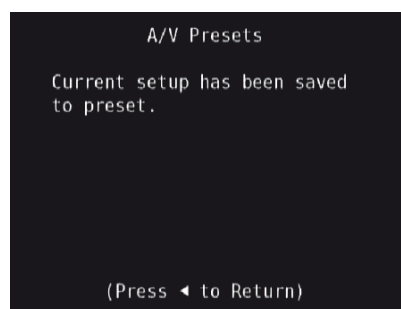 A/V Presets
Current setup has been saved
to preset.
(Press ◄ to Return)